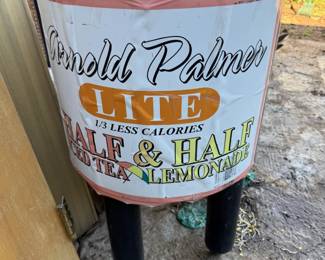 Arnold Palmer
LITE
1/3 LESS CALORIES
HALF & HALF
ICED TEA LEMONADE